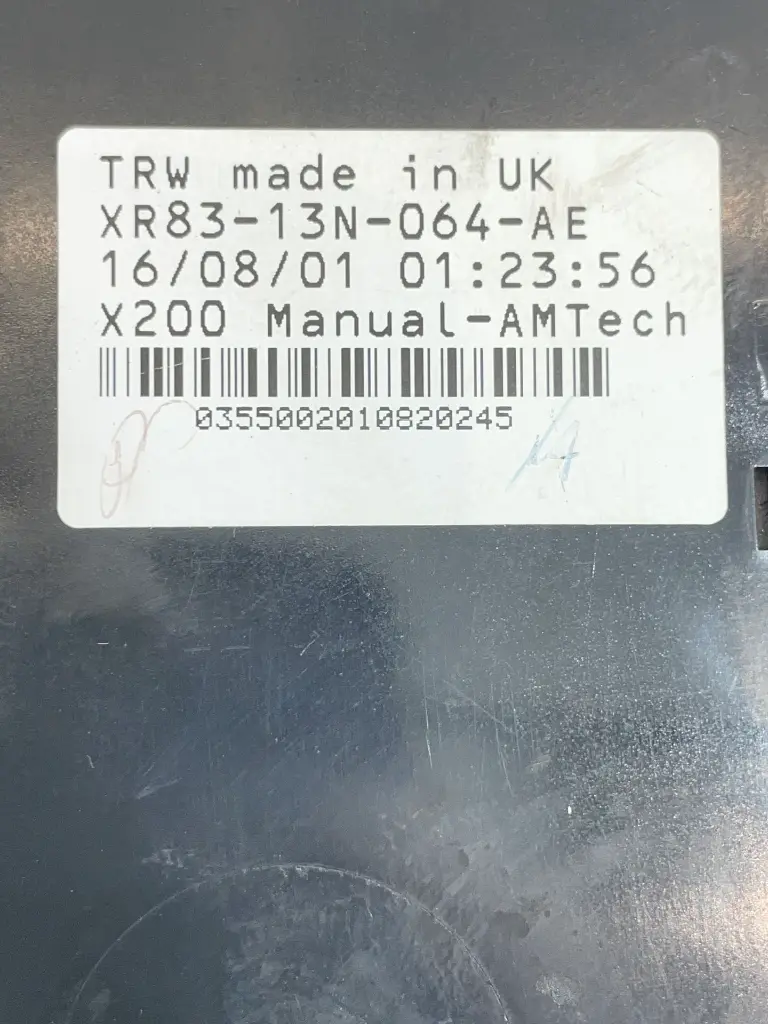 TRW made in UK
XR83-13N-064-AE
16/08/01 01:23:56
X200 Manual-AMTech
0355002010820245